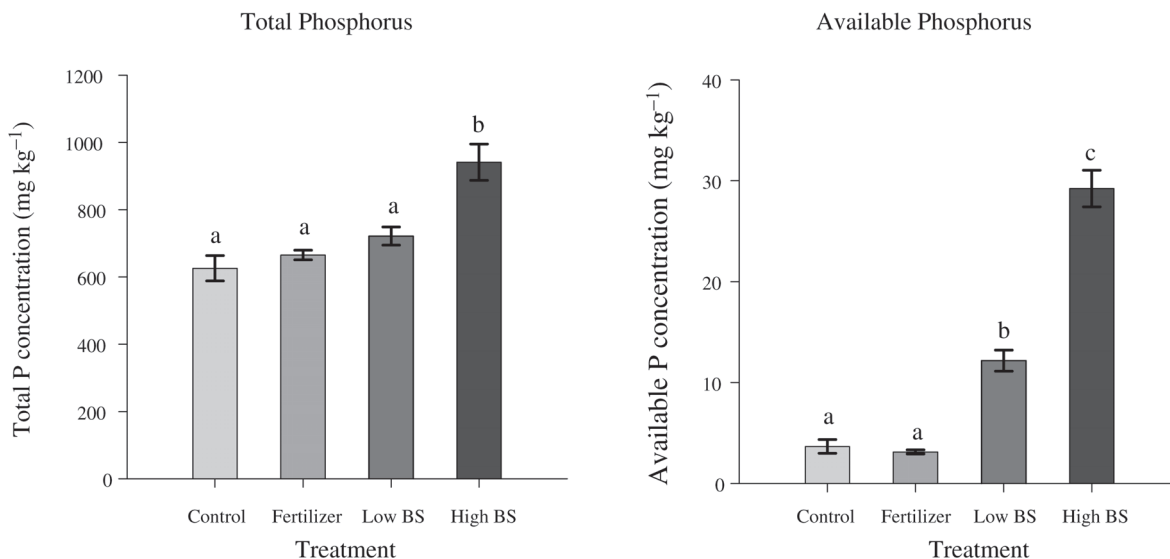 Total Phosphorus
Total P concentration (mg kg⁻¹)
1200
1000
800
600
400
200
0
a
a
a
b
Control
Fertilizer
Low BS
High BS
Treatment
Available Phosphorus
Available P concentration (mg kg⁻¹)
40
30
20
10
0
a
a
b
c
Control
Fertilizer
Low BS
High BS
Treatment